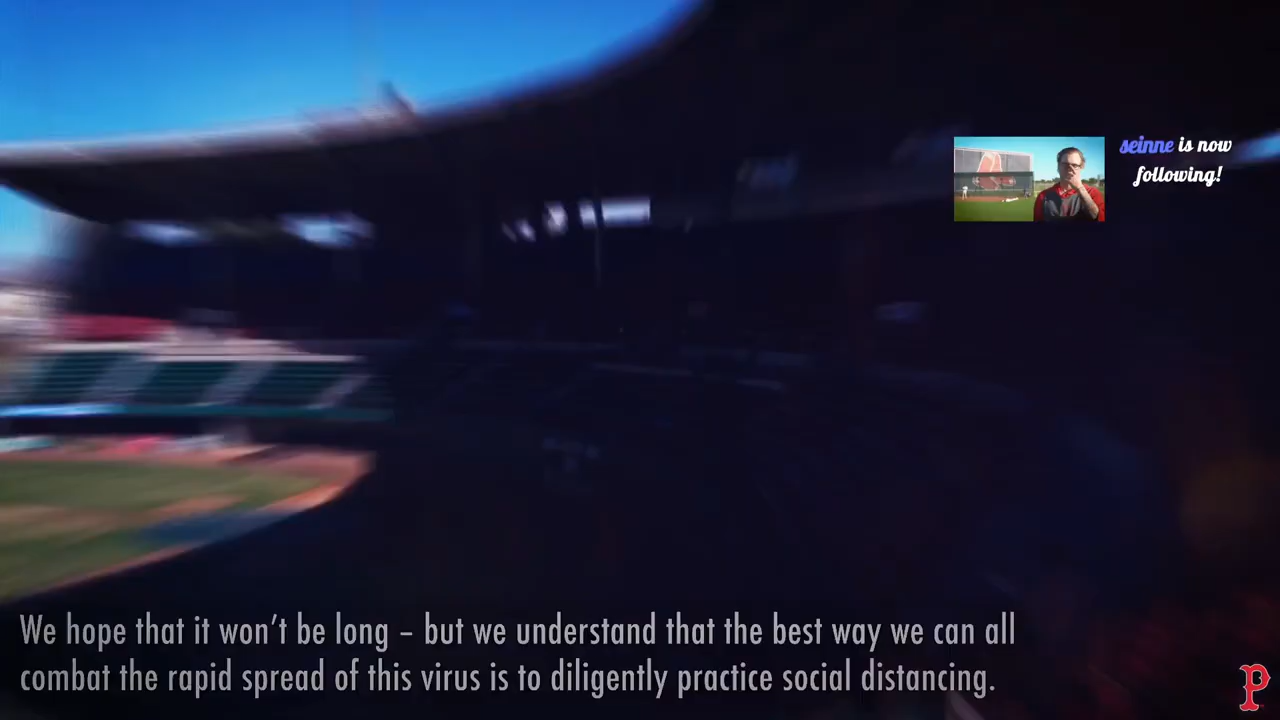 seinne is now
following!
We hope that it won't be long – but we understand that the best way we can all
combat the rapid spread of this virus is to diligently practice social distancing.
P